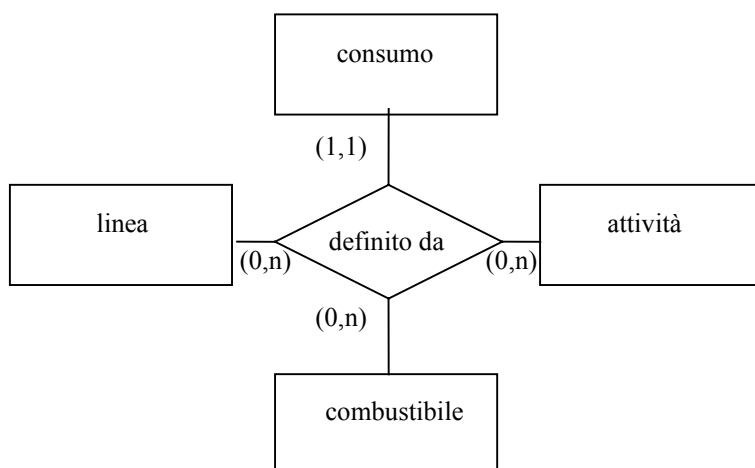 consumo
(1,1)
linea
definito da
attività
(0,n)
(0,n)
(0,n)
combustibile